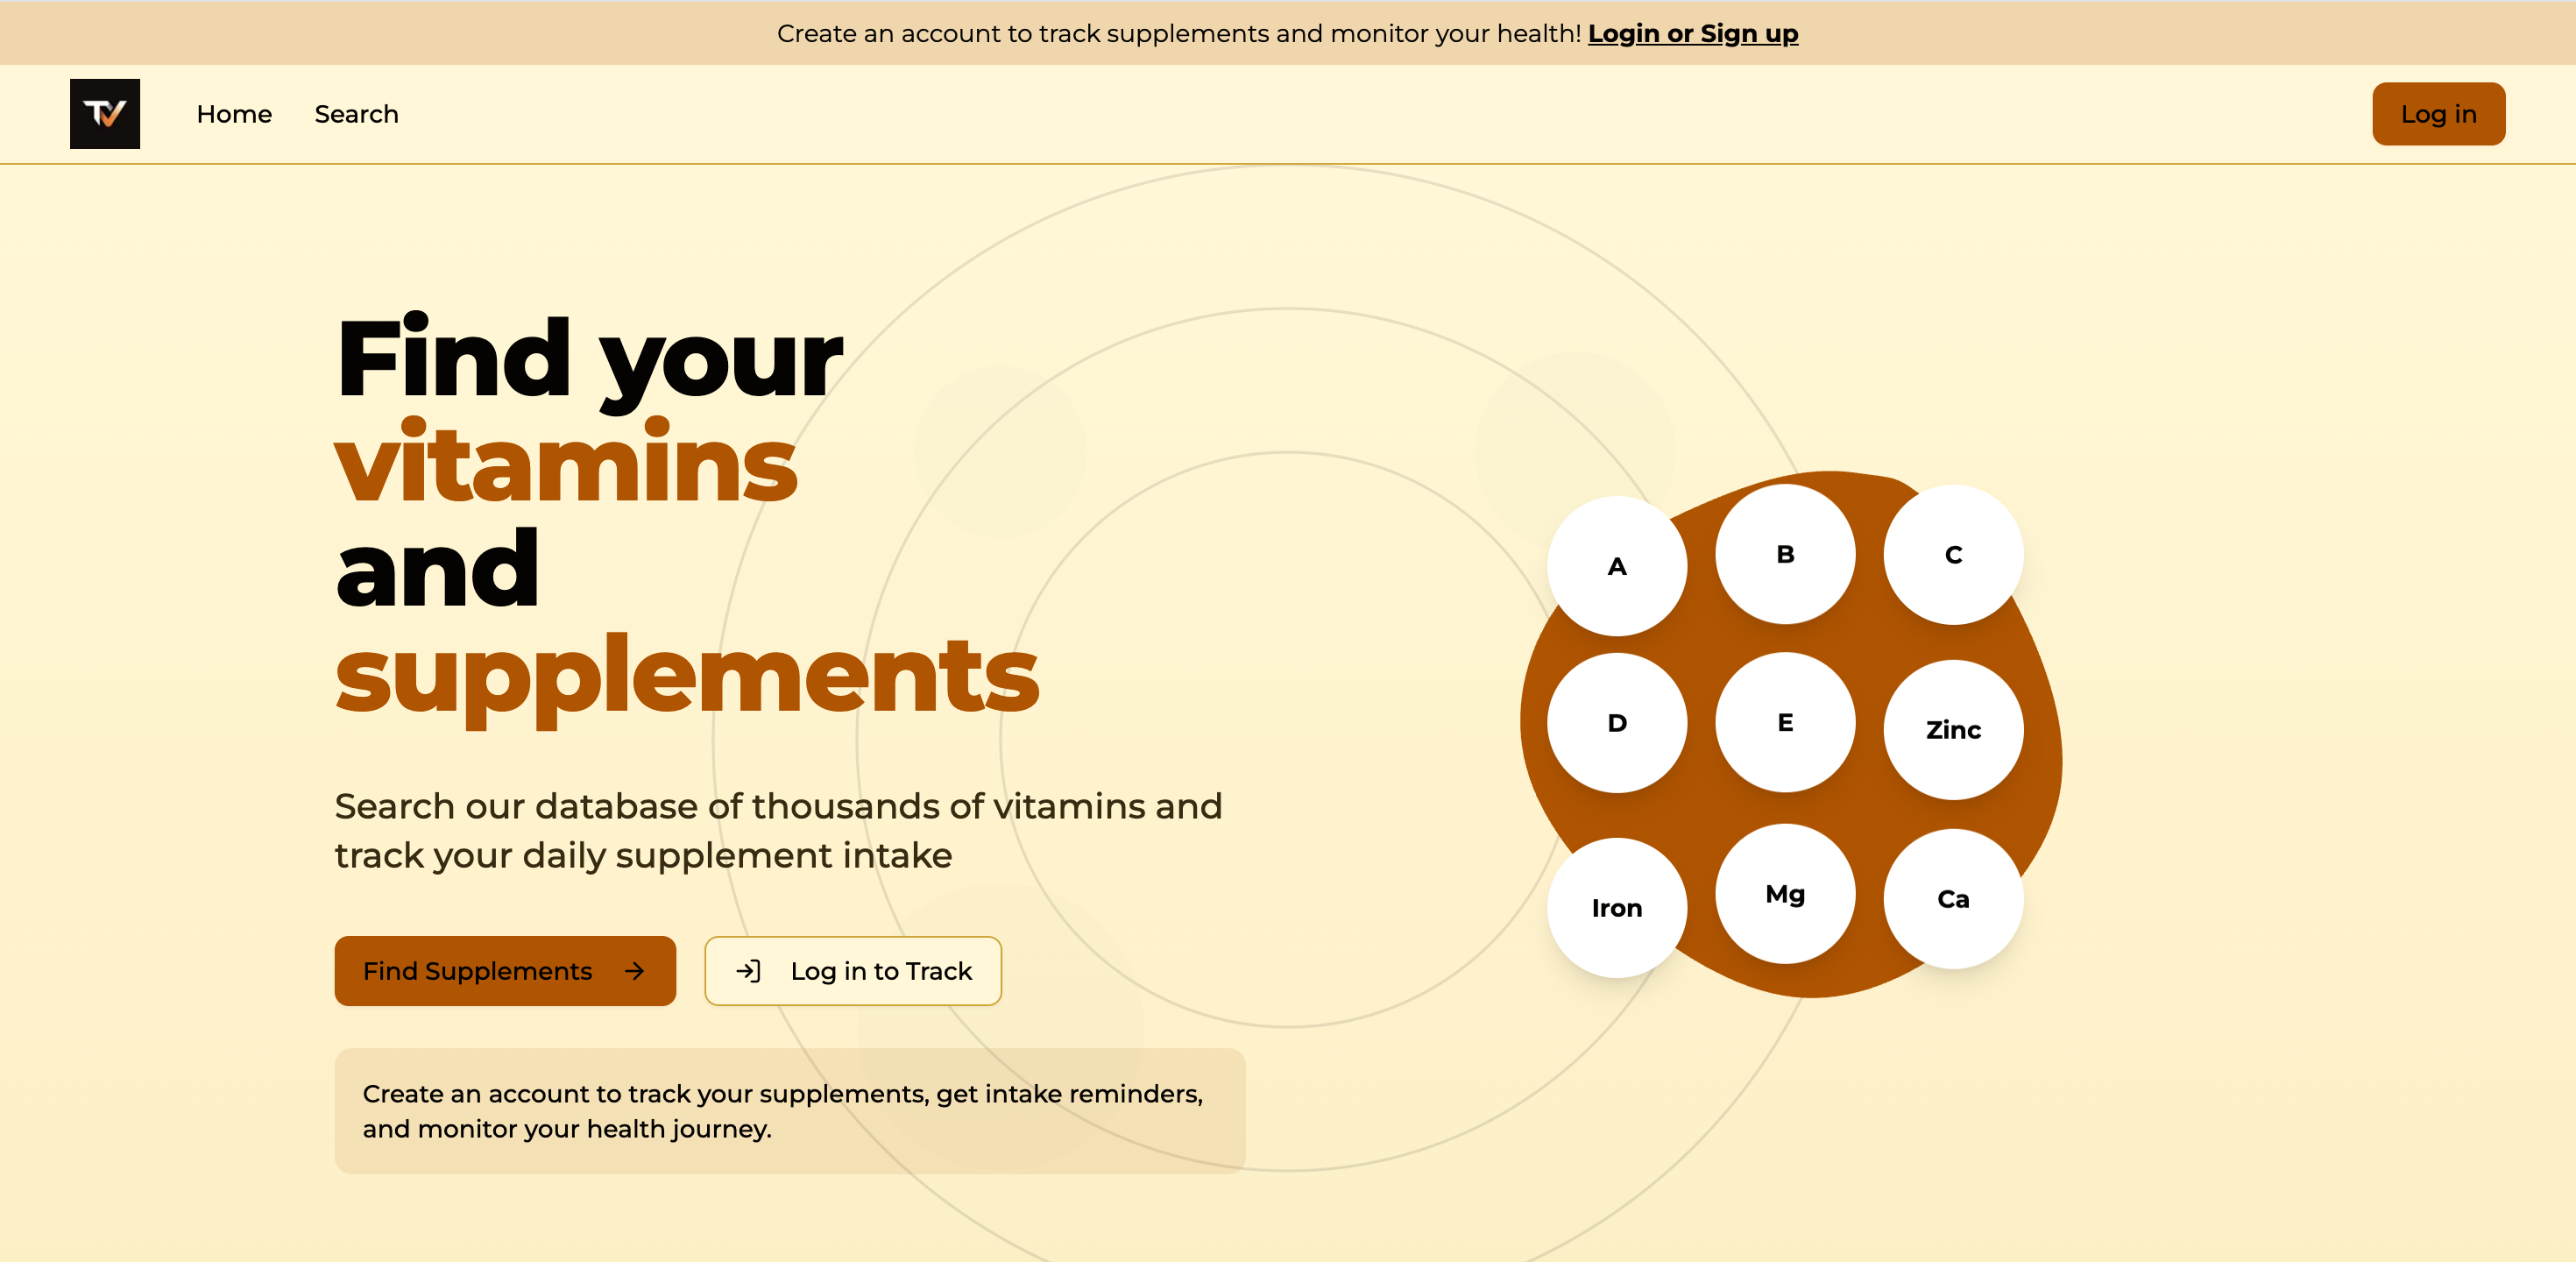 Create an account to track supplements and monitor your health! Login or Sign up
TV
Home
Search
Log in
Find your
vitamins
and
supplements
Search our database of thousands of vitamins and
track your daily supplement intake
Find Supplements
Log in to Track
Create an account to track your supplements, get intake reminders,
and monitor your health journey.
A
B
C
D
E
Zinc
Iron
Mg
Ca